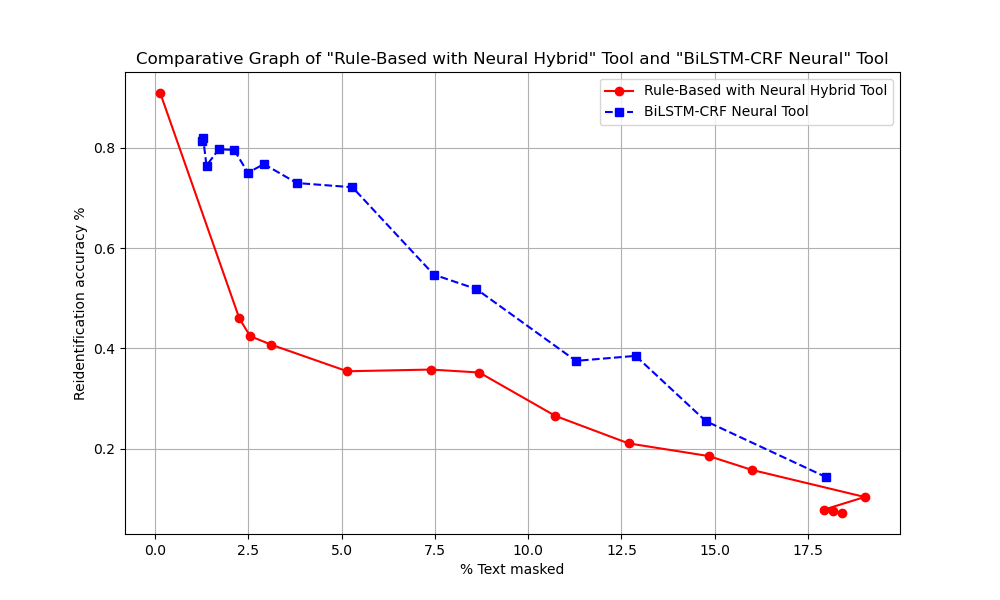 Comparative Graph of "Rule-Based with Neural Hybrid" Tool and "BiLSTM-CRF Neural" Tool
Rule-Based with Neural Hybrid Tool
BiLSTM-CRF Neural Tool
Reidentification accuracy %
0.8
0.6
0.4
0.2
0.0 2.5 5.0 7.5 10.0 12.5 15.0 17.5
% Text masked